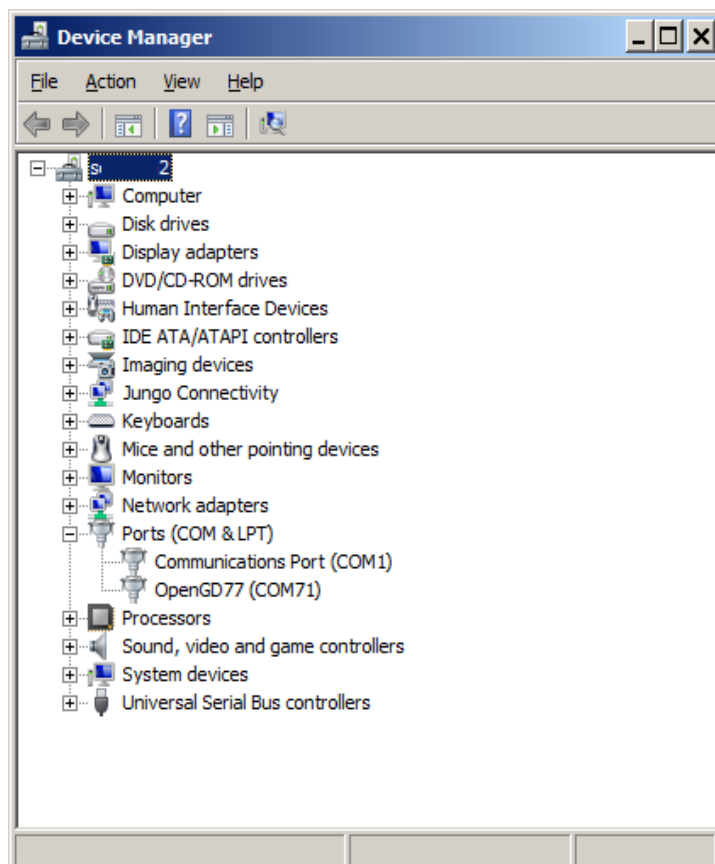 Device Manager
File Action View Help
2
Computer
Disk drives
Display adapters
DVD/CD-ROM drives
Human Interface Devices
IDE ATA/ATAPI controllers
Imaging devices
Jungo Connectivity
Keyboards
Mice and other pointing devices
Monitors
Network adapters
Ports (COM & LPT)
Communications Port (COM1)
OpenGD77 (COM71)
Processors
Sound, video and game controllers
System devices
Universal Serial Bus controllers